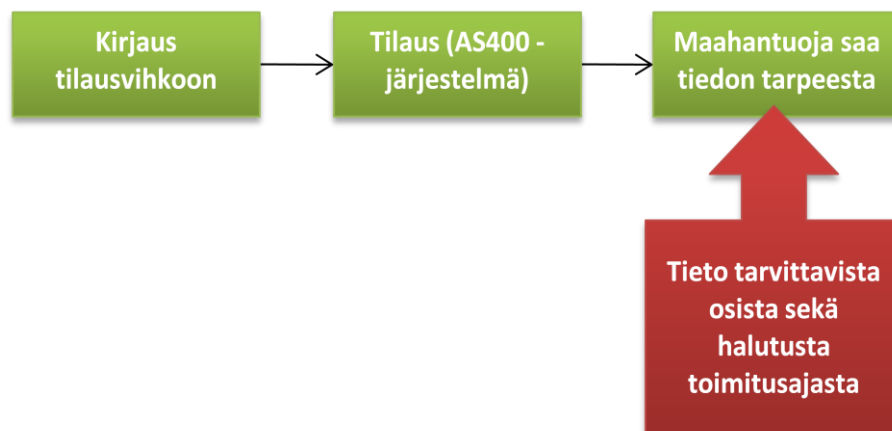 Kirjaus
tilausvihkoon
Tilaus (AS400 -
järjestelmä)
Maahantuoja saa
tiedon tarpeesta
Tieto tarvittavista
osista sekä
halutusta
toimitusajasta